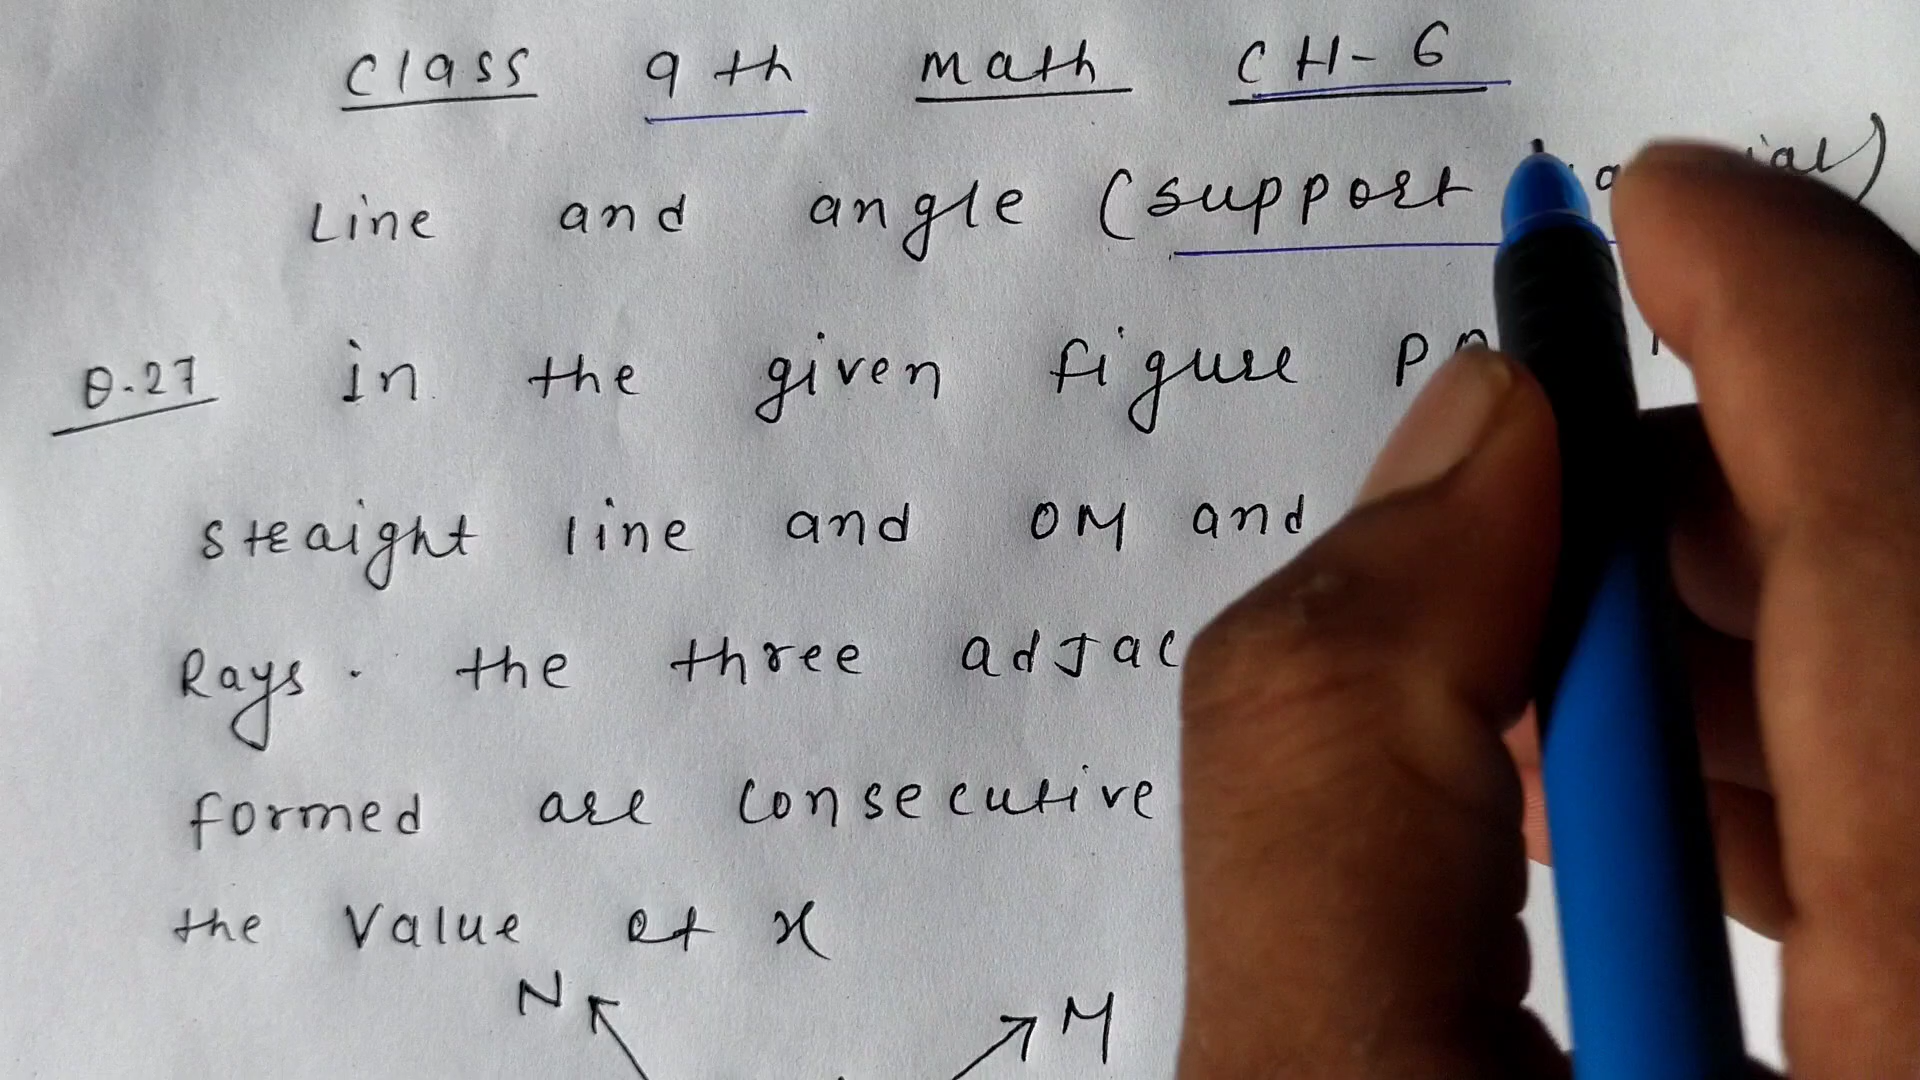 Class 9th math CH-6
Line and angle (support
Q.27 in the given figure
straight line and OM and
Rays. the three
formed are consecutive
the value of x
N M